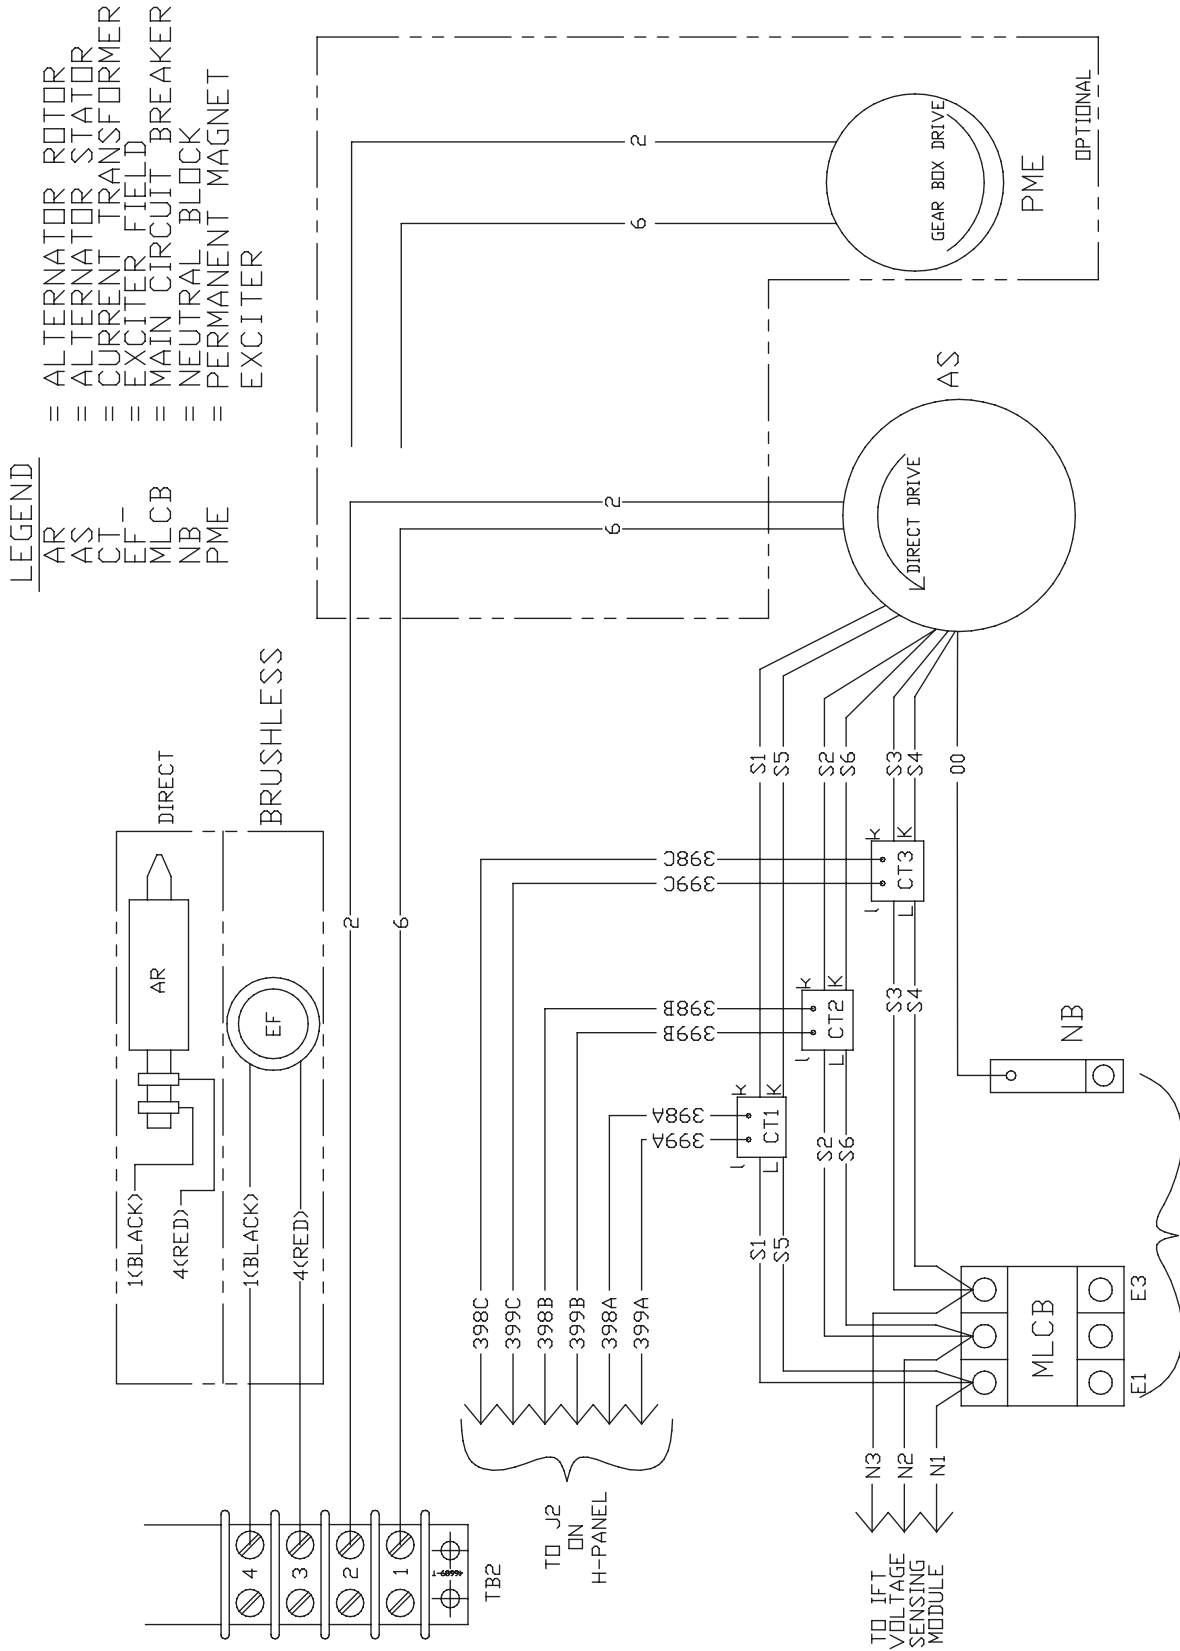 LEGEND
AR = ALTERNATOR ROTOR
AS = ALTERNATOR STATOR
CT- = CURRENT TRANSFORMER
EF = EXCITER FIELD
MLCB = MAIN CIRCUIT BREAKER
NB = NEUTRAL BLOCK
PME = PERMANENT MAGNET
EXCITER
DIRECT
AR
1(BLACK)
4(RED)
BRUSHLESS
EF
1(BLACK)
4(RED)
4
3
2
1
TB2
2
6
2
6
2
6
GEAR BOX DRIVE
PME
OPTIONAL
DIRECT DRIVE
AS
398C
399C
398B
399B
398A
399A
TO J2
ON
H-PANEL
398C
399C
398B
399B
398A
399A
S1
S5
S2
S6
S3
S4
00
k
K
l
L
CT3
k
K
l
L
CT2
k
K
l
L
CT1
S3
S4
S2
S6
S1
S5
NB
MLCB
E1
E3
N3
N2
N1
TO IFT
VOLTAGE
SENSING
MODULE